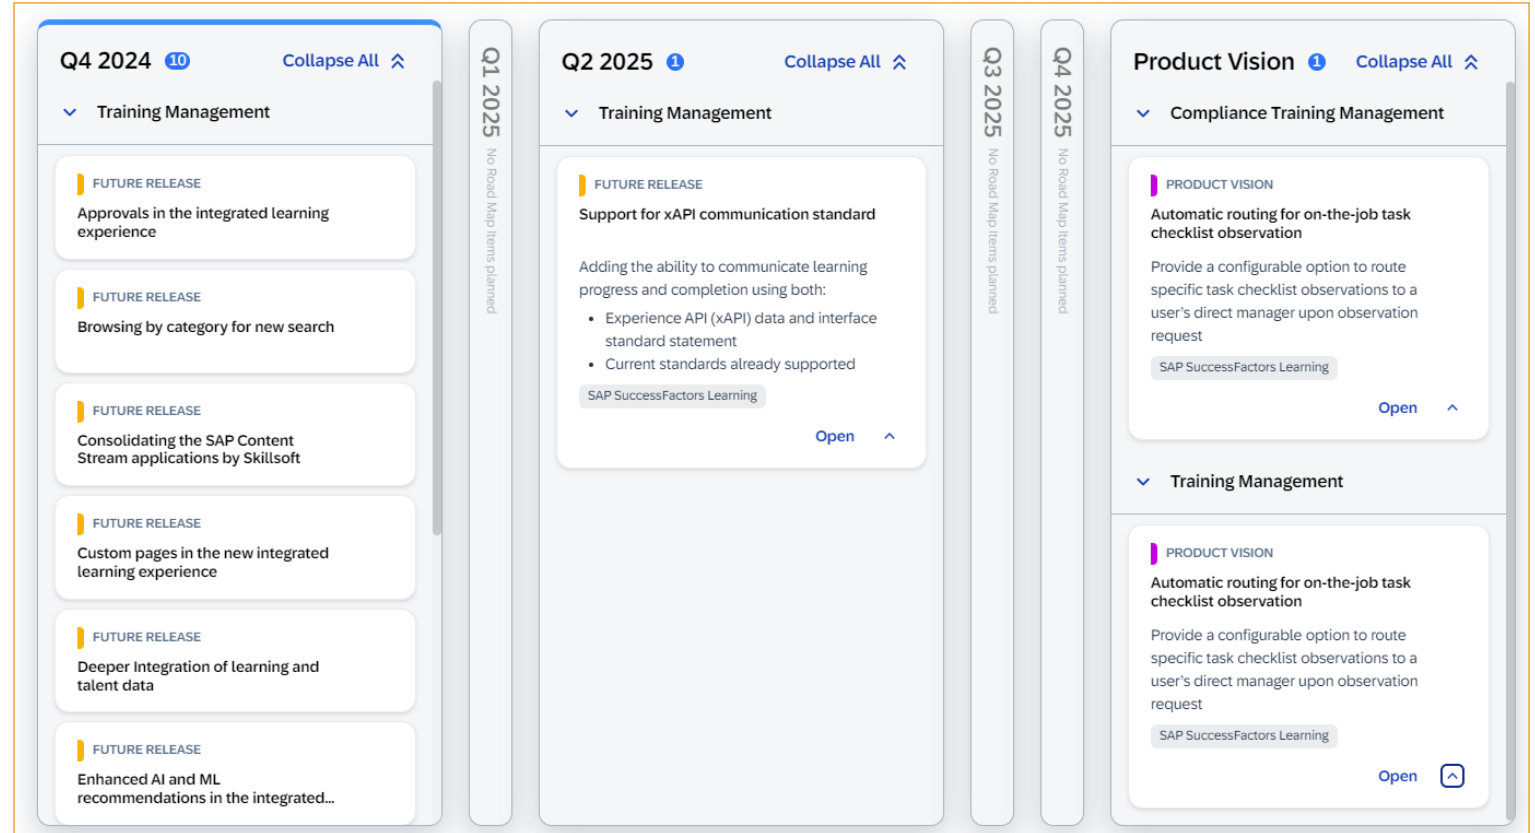 Q4 2024 10 Collapse All
Training Management
FUTURE RELEASE
Approvals in the integrated learning
experience
FUTURE RELEASE
Browsing by category for new search
FUTURE RELEASE
Consolidating the SAP Content
Stream applications by Skillsoft
FUTURE RELEASE
Custom pages in the new integrated
learning experience
FUTURE RELEASE
Deeper Integration of learning and
talent data
FUTURE RELEASE
Enhanced AI and ML
recommendations in the integrated...
Q1 2025 No Road Map Items planned
Q2 2025 1 Collapse All
Training Management
FUTURE RELEASE
Support for xAPI communication standard
Adding the ability to communicate learning
progress and completion using both:
• Experience API (xAPI) data and interface
standard statement
• Current standards already supported
SAP SuccessFactors Learning
Open
Q3 2025 No Road Map Items planned
Q4 2025 No Road Map Items planned
Product Vision 1 Collapse All
Compliance Training Management
PRODUCT VISION
Automatic routing for on-the-job task
checklist observation
Provide a configurable option to route
specific task checklist observations to a
user's direct manager upon observation
request
SAP SuccessFactors Learning
Open
Training Management
PRODUCT VISION
Automatic routing for on-the-job task
checklist observation
Provide a configurable option to route
specific task checklist observations to a
user's direct manager upon observation
request
SAP SuccessFactors Learning
Open